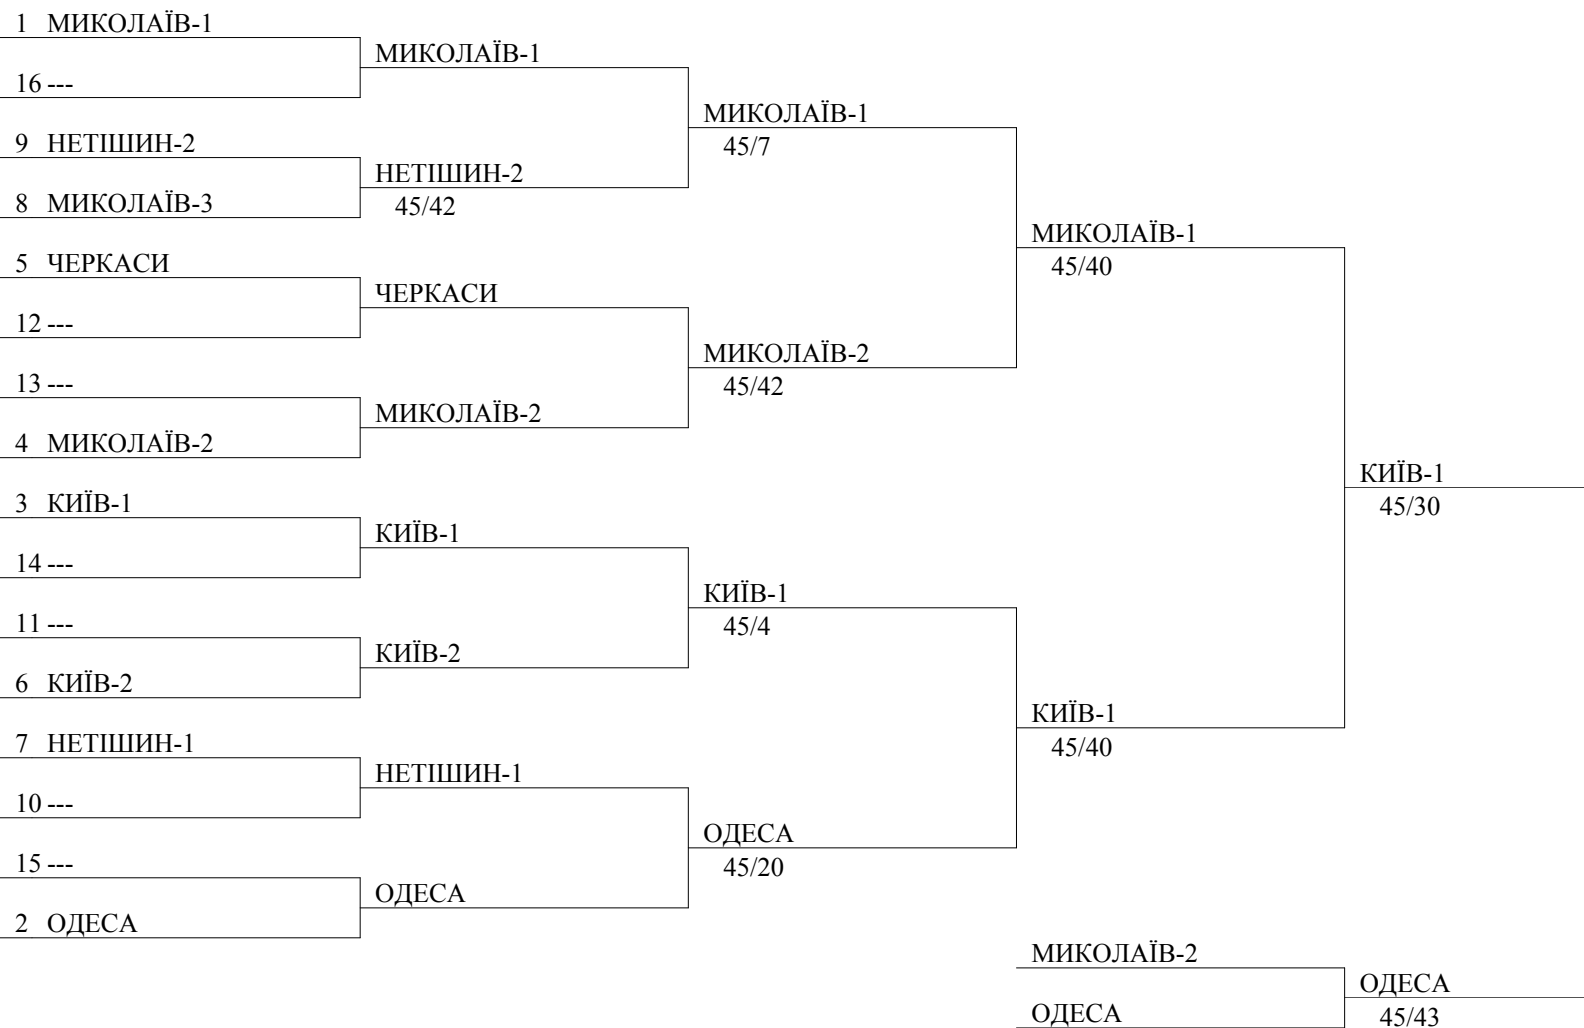 1 МИКОЛАЇВ-1
16 ---
9 НЕТІШИН-2
8 МИКОЛАЇВ-3
5 ЧЕРКАСИ
12 ---
13 ---
4 МИКОЛАЇВ-2
3 КИЇВ-1
14 ---
11 ---
6 КИЇВ-2
7 НЕТІШИН-1
10 ---
15 ---
2 ОДЕСА
МИКОЛАЇВ-1
НЕТІШИН-2
45/42
ЧЕРКАСИ
МИКОЛАЇВ-2
КИЇВ-1
КИЇВ-2
НЕТІШИН-1
ОДЕСА
МИКОЛАЇВ-1
45/7
МИКОЛАЇВ-2
45/42
КИЇВ-1
45/4
ОДЕСА
45/20
МИКОЛАЇВ-1
45/40
КИЇВ-1
45/40
КИЇВ-1
45/30
МИКОЛАЇВ-2
ОДЕСА
ОДЕСА
45/43